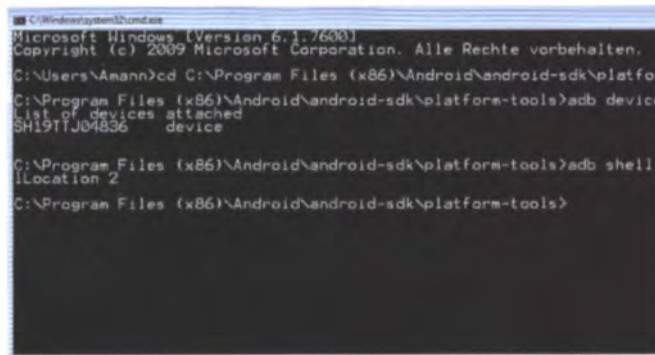 C:\Windows\system32\cmd.exe
Microsoft Windows [Version 6.1.7600]
Copyright (c) 2009 Microsoft Corporation. Alle Rechte vorbehalten.
C:\Users\Amann>cd C:\Program Files (x86)\Android\android-sdk\platfo
C:\Program Files (x86)\Android\android-sdk\platform-tools>adb device
List of devices attached
SH19TTJ04836 device
C:\Program Files (x86)\Android\android-sdk\platform-tools>adb shell
lLocation 2
C:\Program Files (x86)\Android\android-sdk\platform-tools>